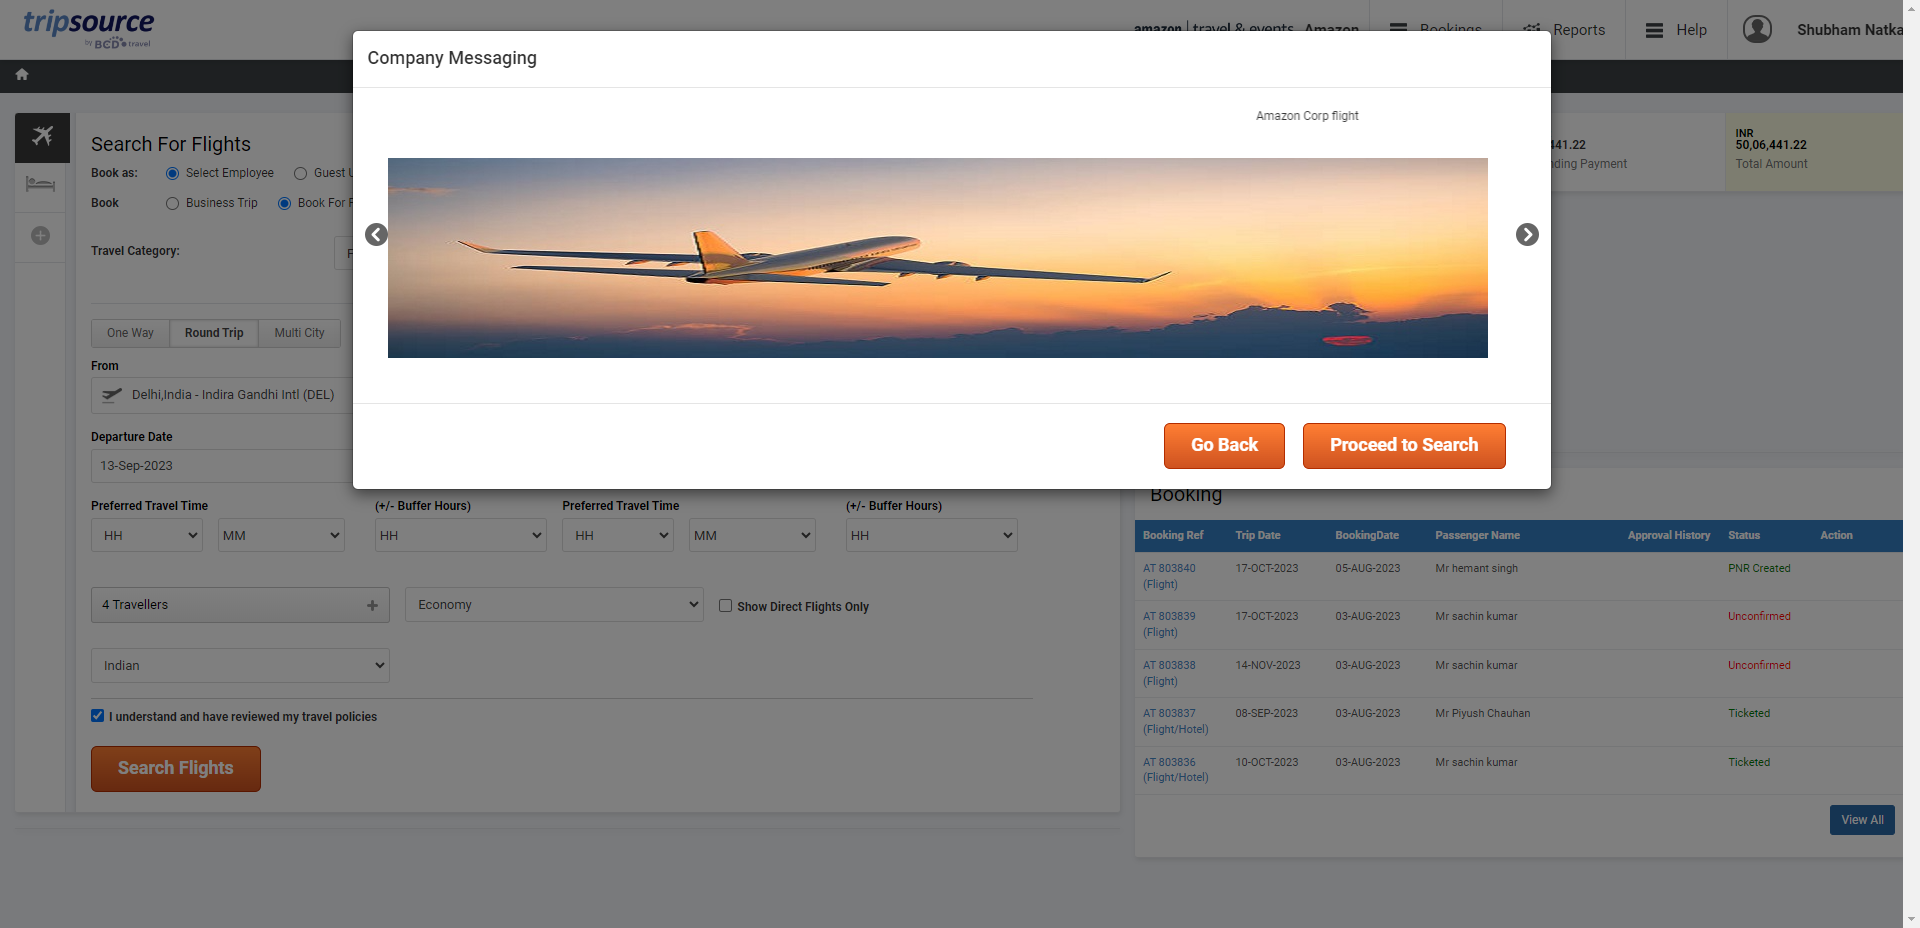 tripsource
by BCD travel
amazon | travel & events Amazon
Bookings
Reports
Help
Shubham Natka
Company Messaging
Amazon Corp flight
Go Back
Proceed to Search
Search For Flights
Book as:
Select Employee
Guest U
Book
Business Trip
Book For
Travel Category:
One Way
Round Trip
Multi City
From
Delhi,India - Indira Gandhi Intl (DEL)
Departure Date
13-Sep-2023
Preferred Travel Time
(+/- Buffer Hours)
Preferred Travel Time
(+/- Buffer Hours)
HH
MM
HH
HH
MM
HH
4 Travellers
Economy
Show Direct Flights Only
Indian
I understand and have reviewed my travel policies
Search Flights
441.22
nding Payment
INR
50,06,441.22
Total Amount
Booking
Booking Ref Trip Date BookingDate Passenger Name Approval History Status Action
AT 803840 17-OCT-2023 05-AUG-2023 Mr hemant singh PNR Created
(Flight)
AT 803839 17-OCT-2023 03-AUG-2023 Mr sachin kumar Unconfirmed
(Flight)
AT 803838 14-NOV-2023 03-AUG-2023 Mr sachin kumar Unconfirmed
(Flight)
AT 803837 08-SEP-2023 03-AUG-2023 Mr Piyush Chauhan Ticketed
(Flight/Hotel)
AT 803836 10-OCT-2023 03-AUG-2023 Mr sachin kumar Ticketed
(Flight/Hotel)
View All